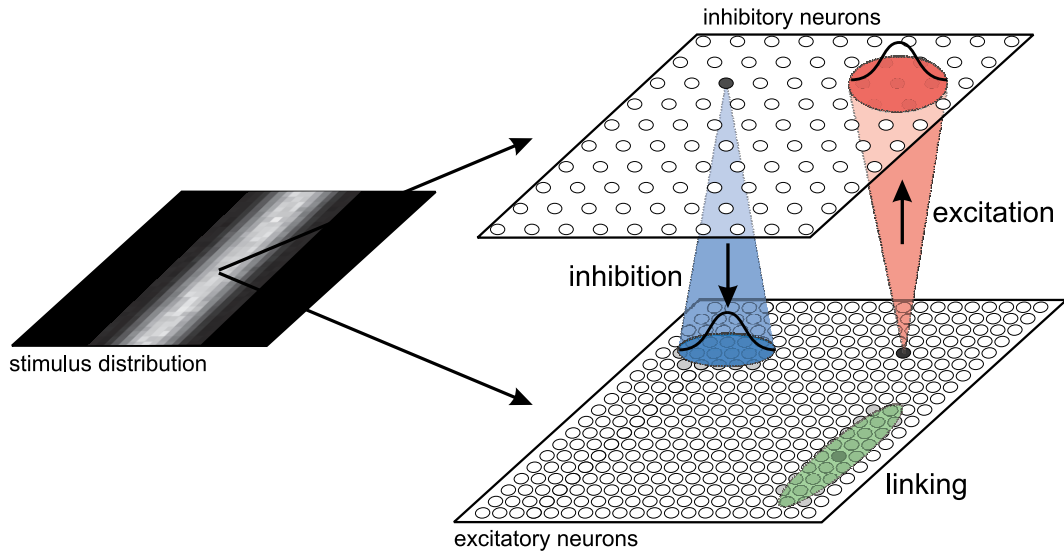 inhibitory neurons
excitation
inhibition
stimulus distribution
linking
excitatory neurons